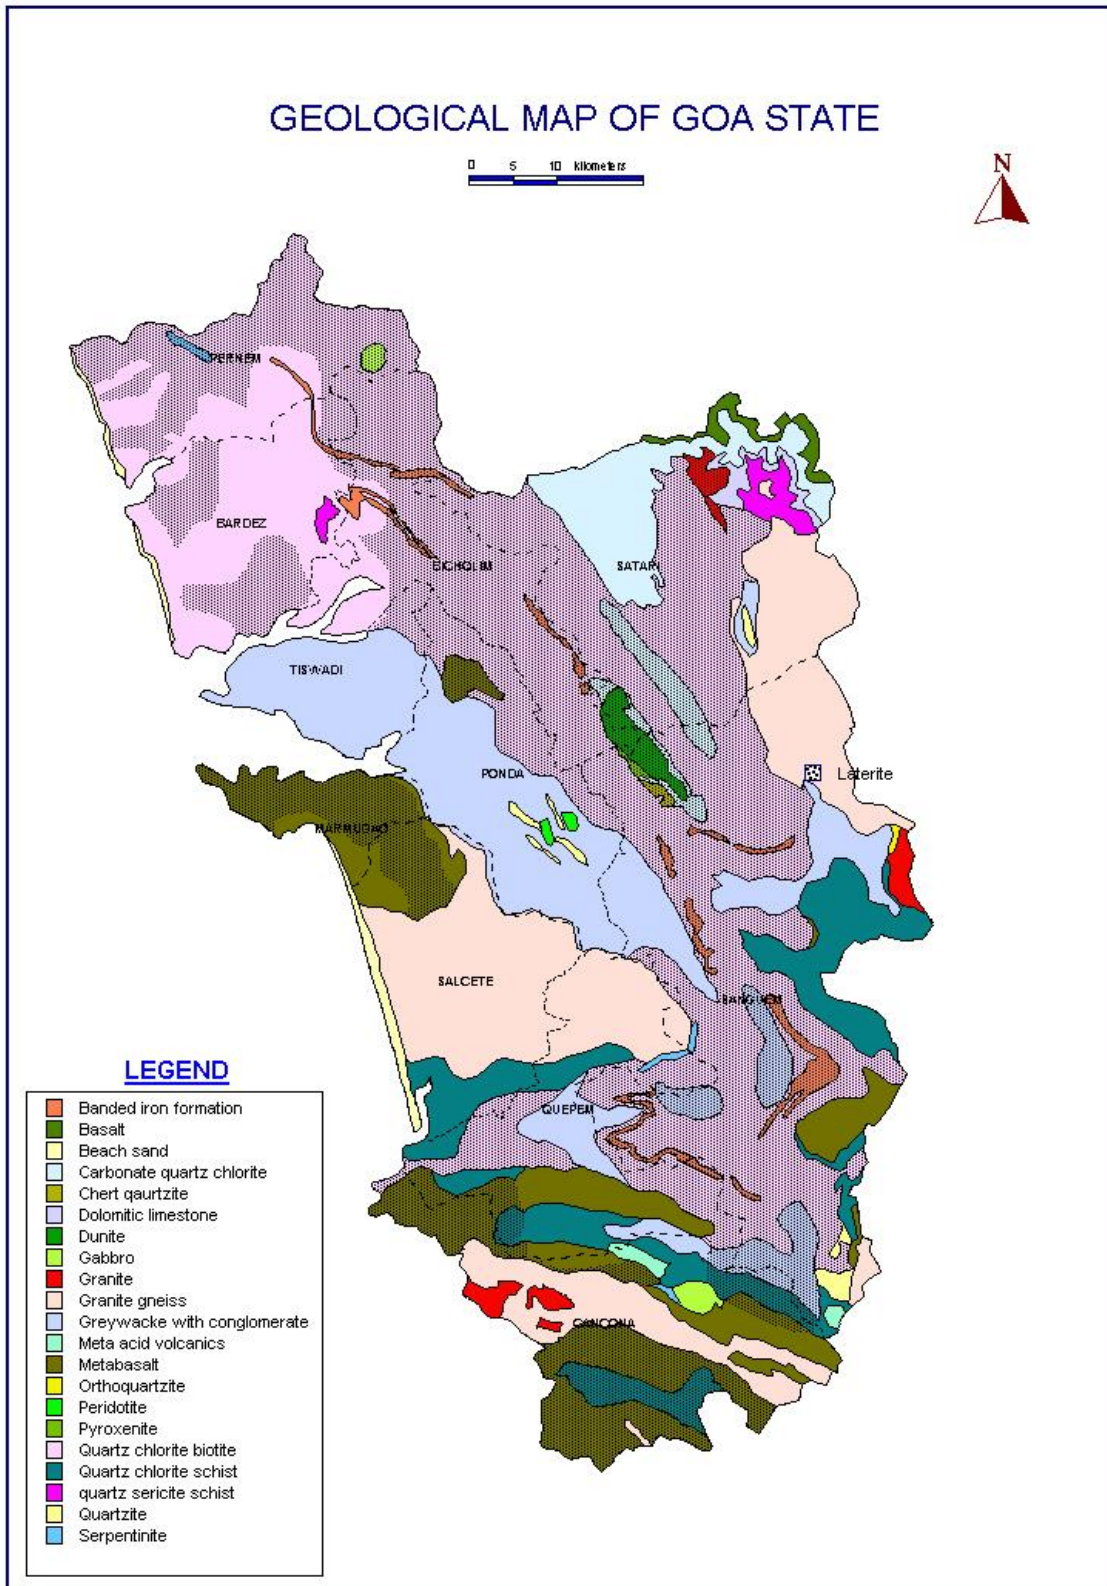 GEOLOGICAL MAP OF GOA STATE
0 5 10 kilometers
N
PERNEM
BARDEZ
BICHOLIM
SATARI
TISWADI
PONDA
Laterite
MARMUGAO
SALCETE
SANGUEM
QUEPEM
CANCONA
LEGEND
Banded iron formation
Basalt
Beach sand
Carbonate quartz chlorite
Chert qaurtzite
Dolomitic limestone
Dunite
Gabbro
Granite
Granite gneiss
Greywacke with conglomerate
Meta acid volcanics
Metabasalt
Orthoquartzite
Peridotite
Pyroxenite
Quartz chlorite biotite
Quartz chlorite schist
quartz sericite schist
Quartzite
Serpentinite